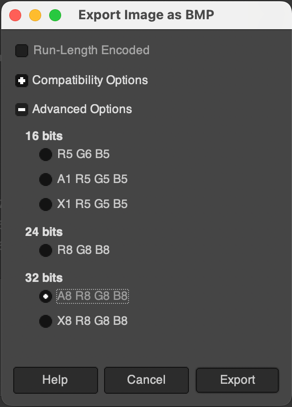 Export Image as BMP
Run-Length Encoded
Compatibility Options
Advanced Options
16 bits
R5 G6 B5
A1 R5 G5 B5
X1 R5 G5 B5
24 bits
R8 G8 B8
32 bits
A8 R8 G8 B8
X8 R8 G8 B8
Help Cancel Export